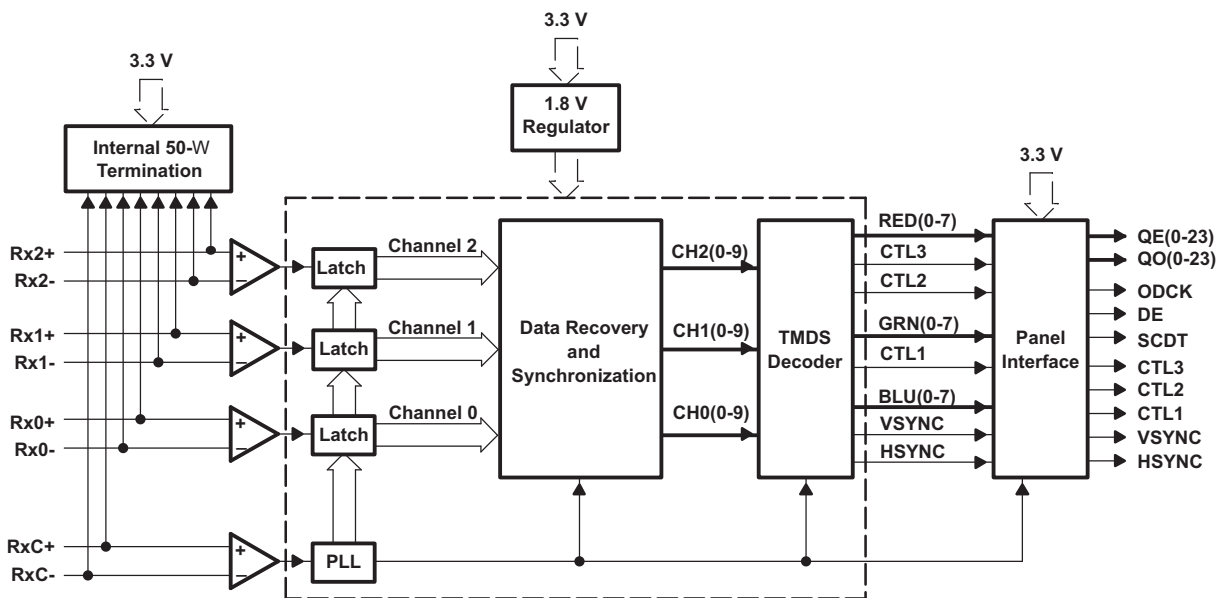 3.3 V
3.3 V
1.8 V
Regulator
Internal 50-W
Termination
3.3 V
Rx2+
Rx2-
Rx1+
Rx1-
Rx0+
Rx0-
RxC+
RxC-
+
−
+
−
+
−
+
−
Latch
Latch
Latch
PLL
Channel 2
Channel 1
Channel 0
Data Recovery
and
Synchronization
CH2(0-9)
CH1(0-9)
CH0(0-9)
TMDS
Decoder
RED(0-7)
CTL3
CTL2
GRN(0-7)
CTL1
BLU(0-7)
VSYNC
HSYNC
Panel
Interface
QE(0-23)
QO(0-23)
ODCK
DE
SCDT
CTL3
CTL2
CTL1
VSYNC
HSYNC